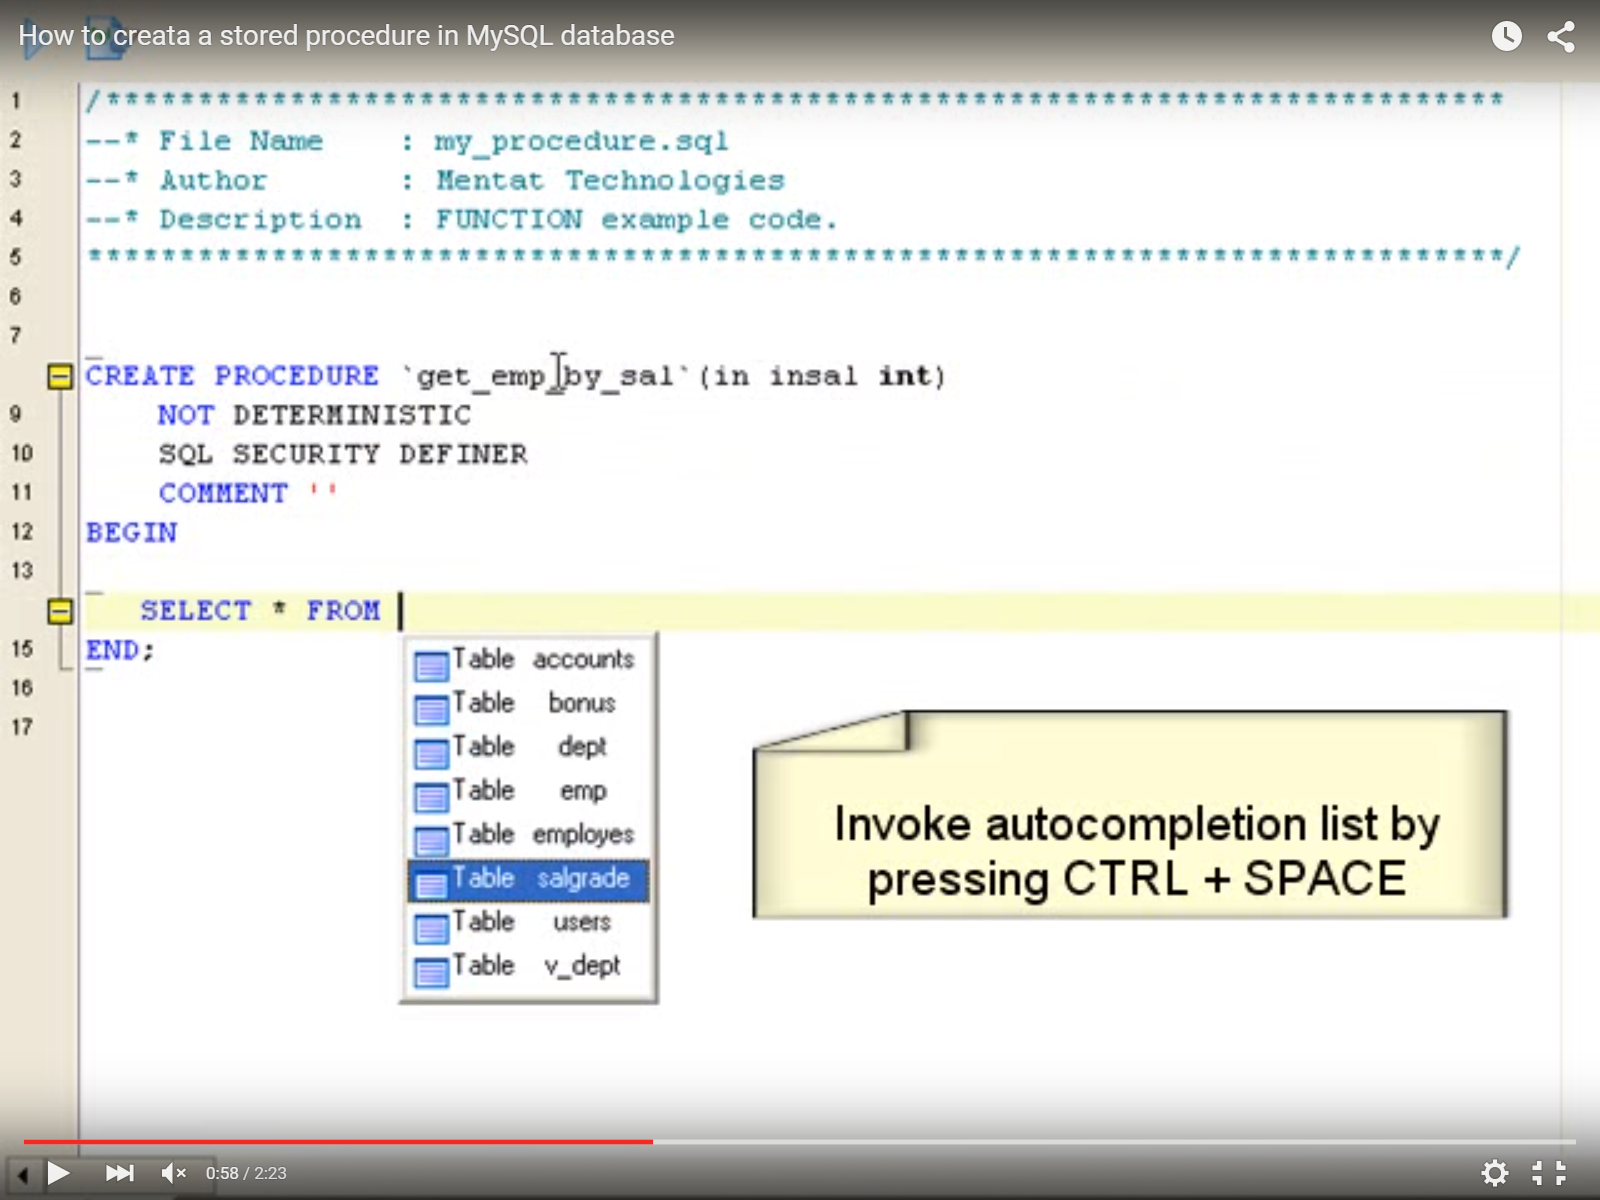 How to creata a stored procedure in MySQL database
1 /****************************************************************************
2 --* File Name : my_procedure.sql
3 --* Author : Mentat Technologies
4 --* Description : FUNCTION example code.
5 *****************************************************************************/
6
7
CREATE PROCEDURE `get_emp_by_sal`(in insal int)
9 NOT DETERMINISTIC
10 SQL SECURITY DEFINER
11 COMMENT ''
12 BEGIN
13
SELECT * FROM
15 END;
16
17
Table accounts
Table bonus
Table dept
Table emp
Table employes
Table salgrade
Table users
Table v_dept
Invoke autocompletion list by
pressing CTRL + SPACE
0:58 / 2:23